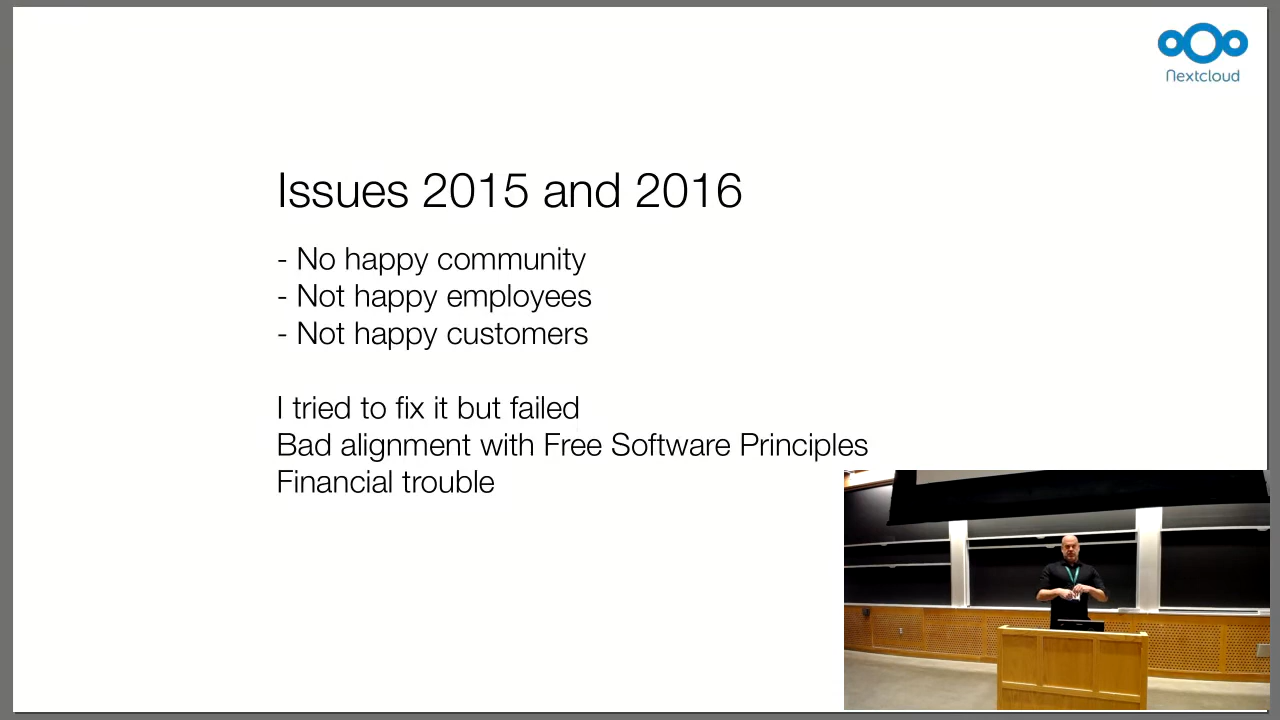 Nextcloud
Issues 2015 and 2016
- No happy community
- Not happy employees
- Not happy customers
I tried to fix it but failed
Bad alignment with Free Software Principles
Financial trouble